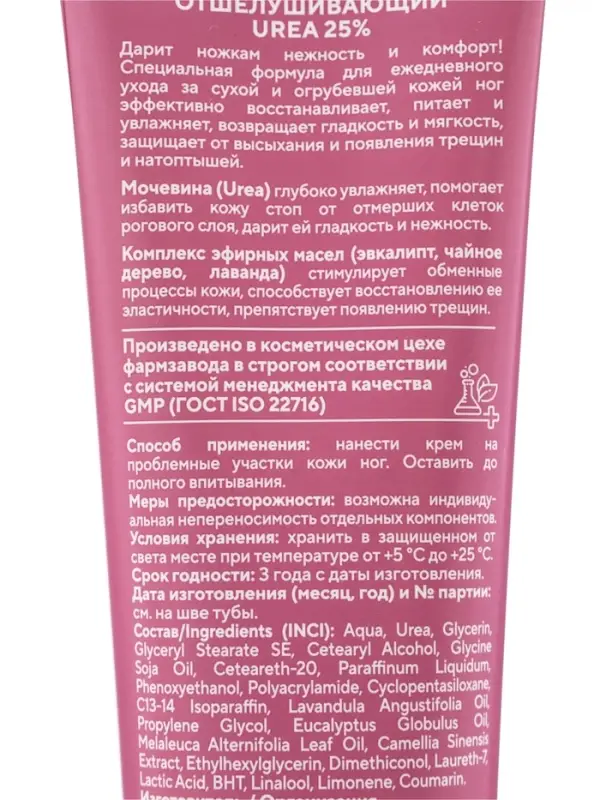 ОТШЕЛУШИВАЮЩИЙ
UREA 25%
Дарит ножкам нежность и комфорт!
Специальная формула для ежедневного
ухода за сухой и огрубевшей кожей ног
эффективно восстанавливает, питает и
увлажняет, возвращает гладкость и мягкость,
защищает от высыхания и появления трещин
и натоптышей.
Мочевина (Urea) глубоко увлажняет, помогает
избавить кожу стоп от отмерших клеток
рогового слоя, дарит ей гладкость и нежность.
Комплекс эфирных масел (эвкалипт, чайное
дерево, лаванда) стимулирует обменные
процессы кожи, способствует восстановлению ее
эластичности, препятствует появлению трещин.
Произведено в косметическом цехе
фармзавода в строгом соответствии
с системой менеджмента качества
GMP (ГОСТ ISO 22716)
Способ применения: нанести крем на
проблемные участки кожи ног. Оставить до
полного впитывания.
Меры предосторожности: возможна индивиду-
альная непереносимость отдельных компонентов.
Условия хранения: хранить в защищенном от
света месте при температуре от +5 °С до +25 °С.
Срок годности: 3 года с даты изготовления.
Дата изготовления (месяц, год) и № партии:
см. на шве тубы.
Состав/Ingredients (INCI): Aqua, Urea, Glycerin,
Glyceryl Stearate SE, Cetearyl Alcohol, Glycine
Soja Oil, Ceteareth-20, Paraffinum Liquidum,
Phenoxyethanol, Polyacrylamide, Cyclopentasiloxane,
C13-14 Isoparaffin, Lavandula Angustifolia Oil,
Propylene Glycol, Eucalyptus Globulus Oil,
Melaleuca Alternifolia Leaf Oil, Camellia Sinensis
Extract, Ethylhexylglycerin, Dimethiconol, Laureth-7,
Lactic Acid, BHT, Linalool, Limonene, Coumarin.
Изготовитель / Организация